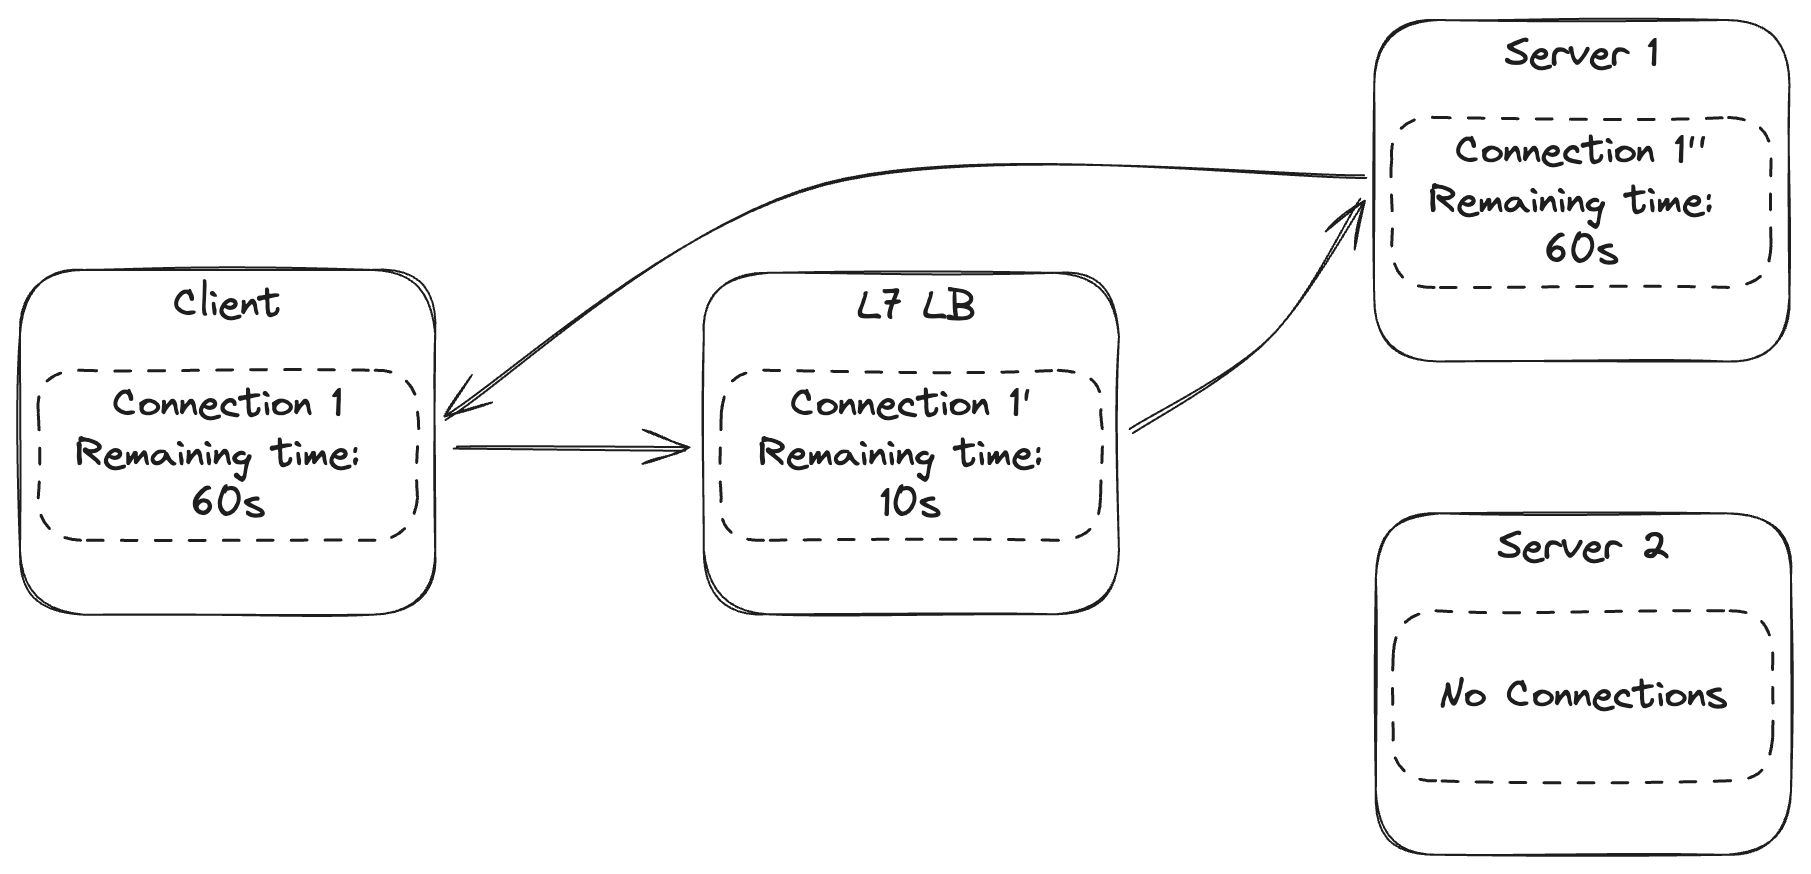 Server 1
Connection 1''
Remaining time:
60s
Client
Connection 1
Remaining time:
60s
L7 LB
Connection 1'
Remaining time:
10s
Server 2
No Connections